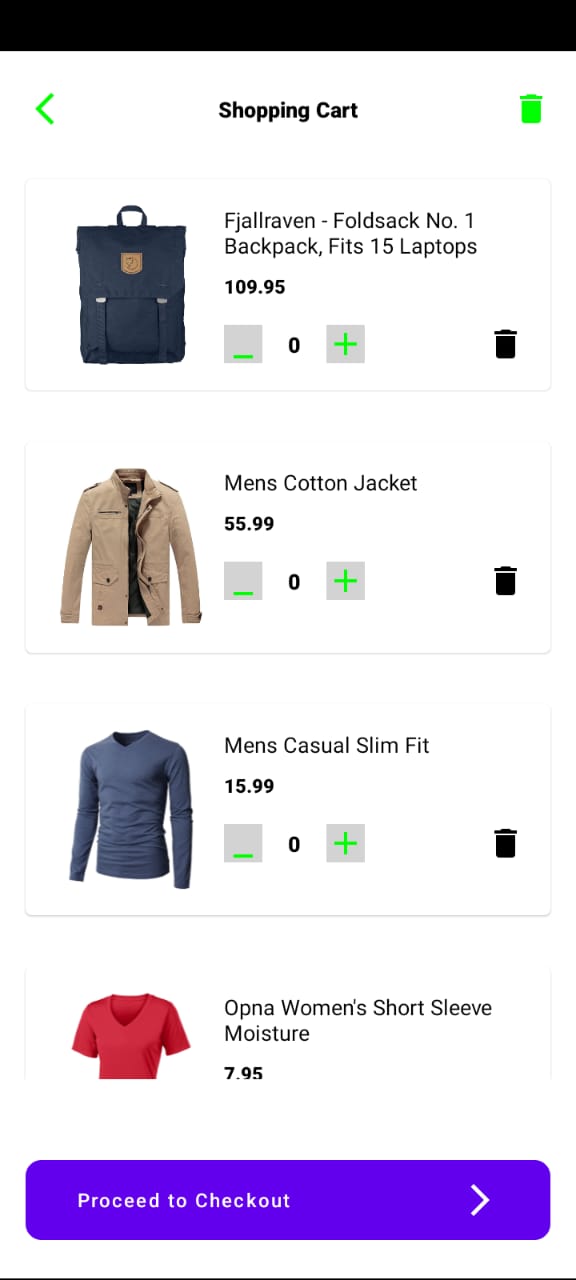 Shopping Cart
Fjallraven - Foldsack No. 1
Backpack, Fits 15 Laptops
109.95
0
Mens Cotton Jacket
55.99
0
Mens Casual Slim Fit
15.99
0
Opna Women's Short Sleeve
Moisture
7.95
Proceed to Checkout